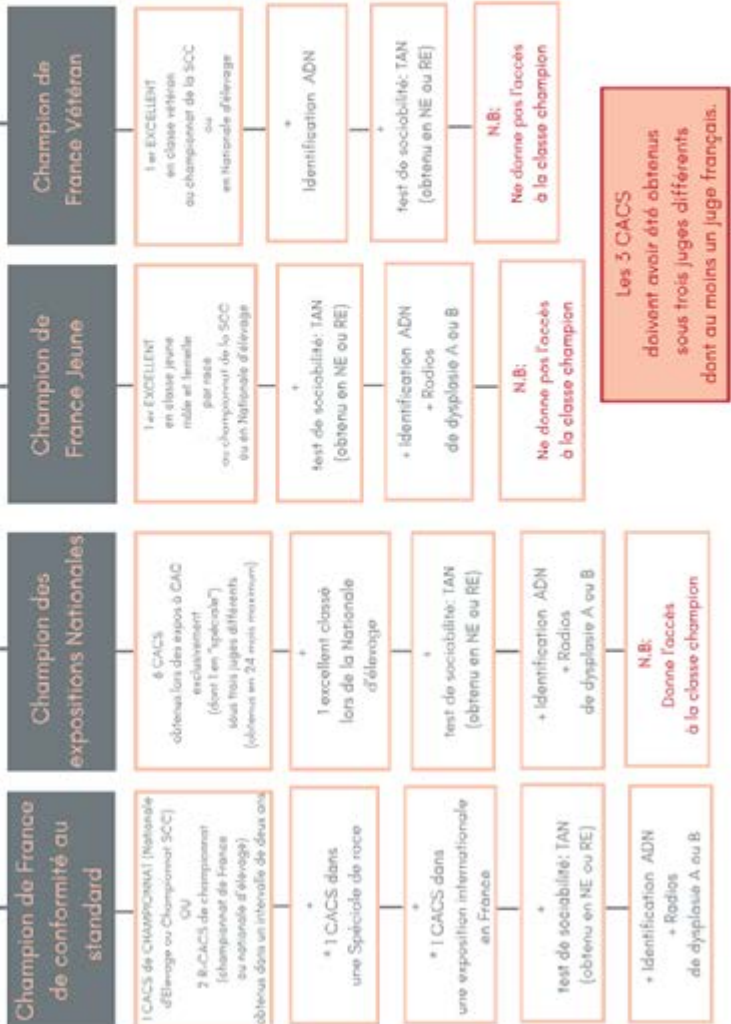 Champion de France
de conformité au
standard
1 CACS de CHAMPIONNAT (Nationale
d'Elevage ou Championnat SCC)
OU
2 R-CACS de championnat
(championnat de France
ou nationale d'élevage)
obtenus dans un intervalle de deux ans
+
* 1 CACS dans
une Spéciale de race
+
* 1 CACS dans
une exposition internationale
en France
+
test de sociabilité: TAN
(obtenu en NE ou RE)
+ Identification ADN
+ Radios
de dysplasie A ou B
Champion des
expositions Nationales
6 CACS
obtenus lors des expos à CAC
exclusivement
(dont 1 en "spéciale")
sous trois juges différents
(obtenus en 24 mois maximum)
+
1 excellent classé
lors de la Nationale
d'élevage
+
test de sociabilité: TAN
(obtenu en NE ou RE)
+ Identification ADN
+ Radios
de dysplasie A ou B
N.B:
Donne l'accès
à la classe champion
Champion de
France Jeune
1 er EXCELLENT
en classe jeune
mâle et femelle
par race
au championnat de la SCC
ou en Nationale d'élevage
+
test de sociabilité: TAN
(obtenu en NE ou RE)
+ Identification ADN
+ Radios
de dysplasie A ou B
N.B:
Ne donne pas l'accès
à la classe champion
Champion de
France Vétéran
1 er EXCELLENT
en classe vétéran
au championnat de la SCC
ou
en Nationale d'élevage
+
Identification ADN
+
test de sociabilité: TAN
(obtenu en NE ou RE)
N.B:
Ne donne pas l'accès
à la classe champion
Les 3 CACS
doivent avoir été obtenus
sous trois juges différents
dont au moins un juge français.